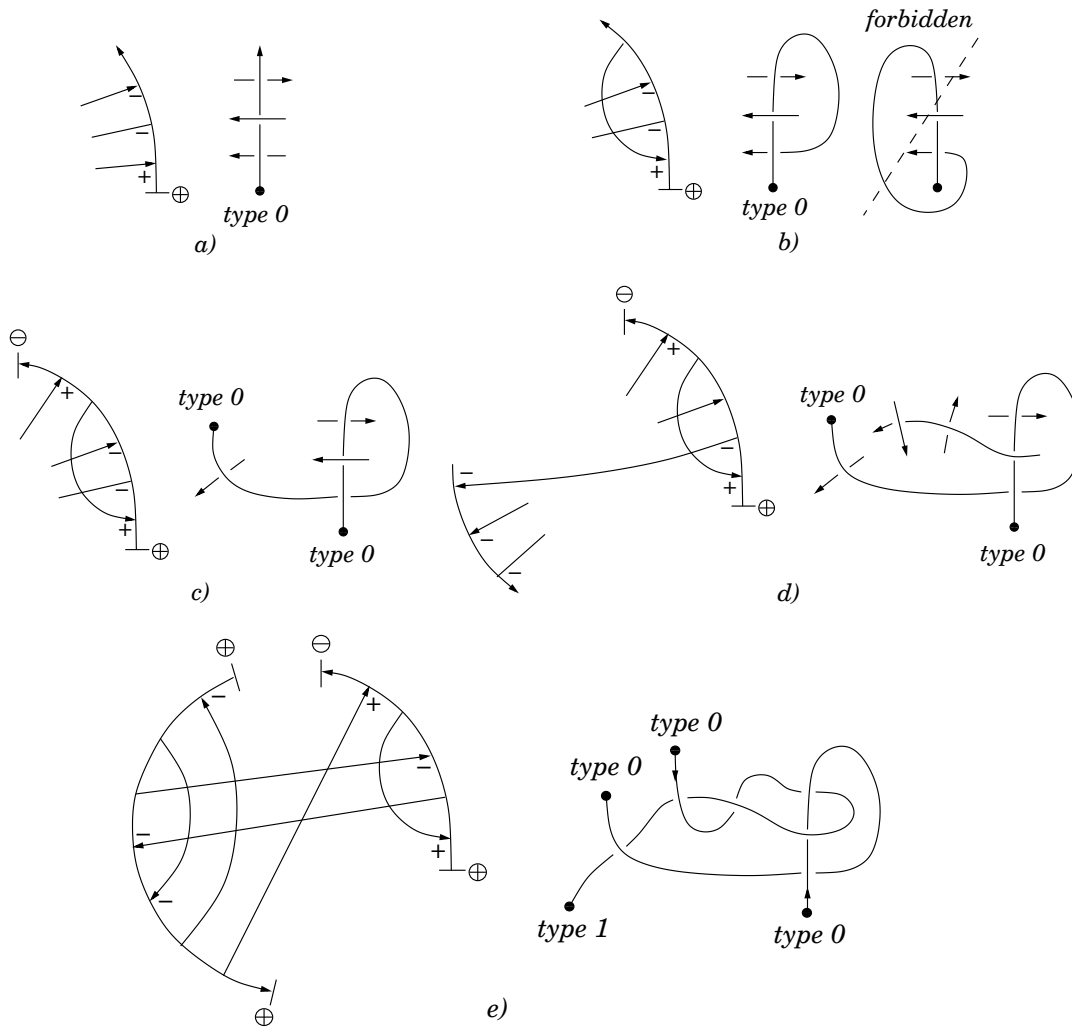 forbidden
− − + ⊕
type 0
a)
− − + ⊕
type 0
b)
⊖ + − − + ⊕
type 0
type 0
c)
⊖ + − − + ⊕
− − −
type 0
type 0
d)
⊕ ⊖
− + − − − + ⊕
⊕
type 0
type 0
type 1
type 0
e)